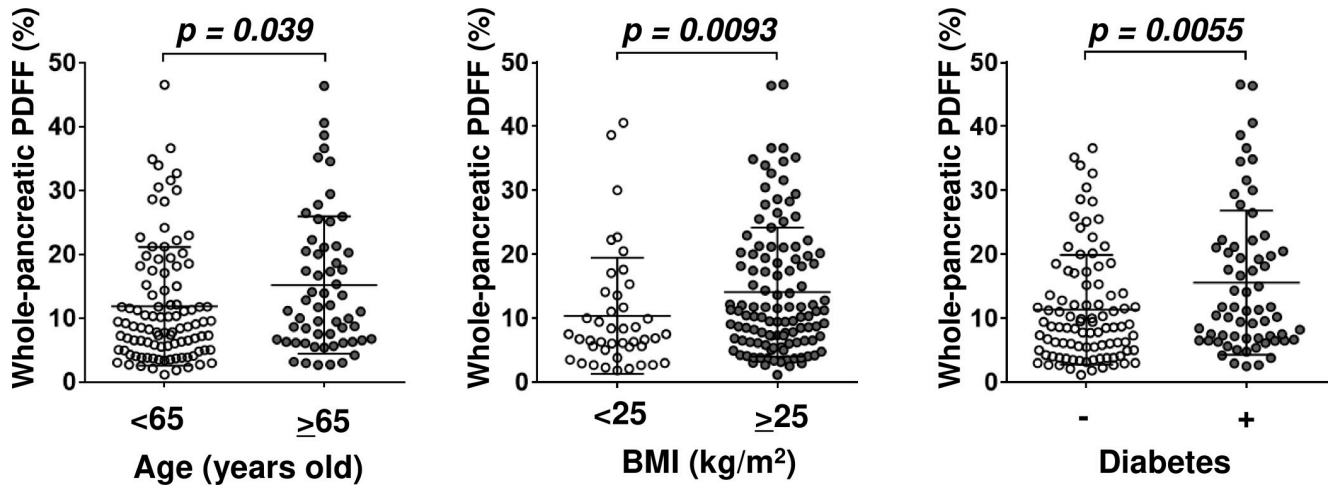 Whole-pancreatic PDFF (%)
p = 0.039
50
40
30
20
10
0
<65
≥65
Age (years old)
Whole-pancreatic PDFF (%)
p = 0.0093
50
40
30
20
10
0
<25
≥25
BMI (kg/m²)
Whole-pancreatic PDFF (%)
p = 0.0055
50
40
30
20
10
0
-
+
Diabetes